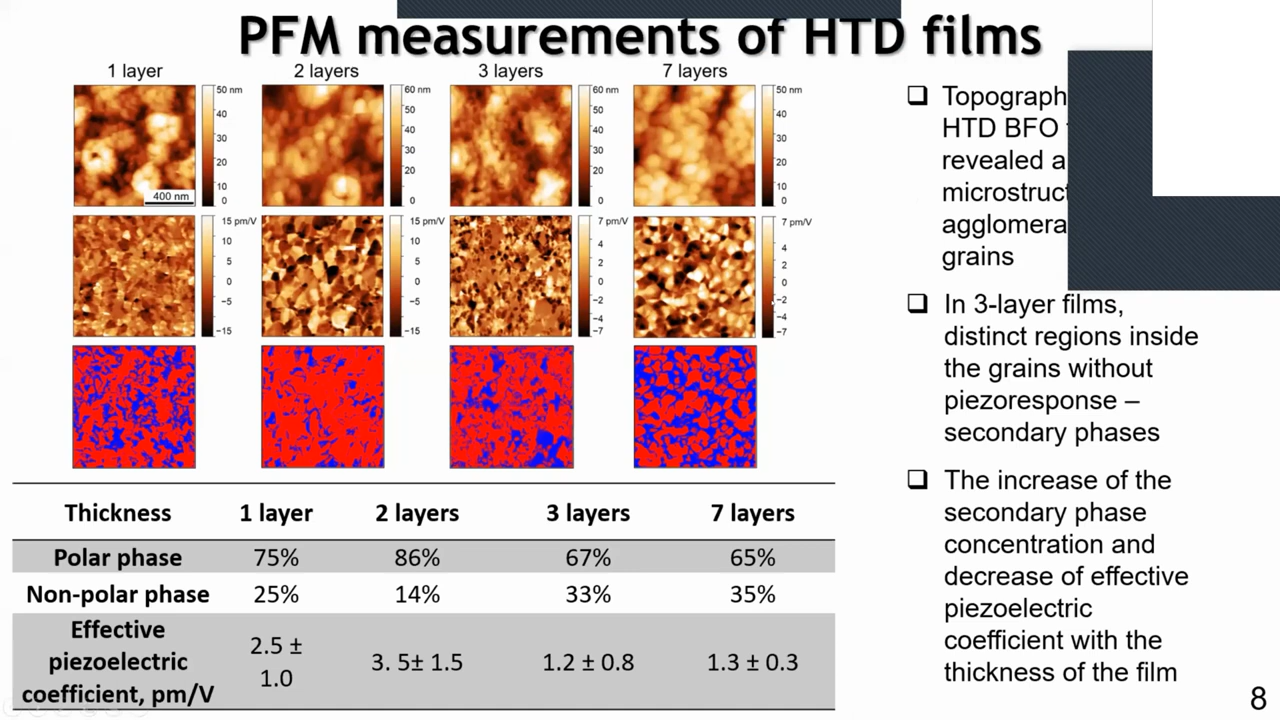 PFM measurements of HTD films
1 layer 2 layers 3 layers 7 layers
50 nm
40
30
20
10
0
400 nm
60 nm
50
40
30
20
10
0
60 nm
50
40
30
20
10
0
50 nm
40
30
20
10
0
15 pm/V
10
5
0
−5
−15
15 pm/V
10
5
0
−5
−15
7 pm/V
4
2
0
−2
−4
−7
7 pm/V
4
2
0
−2
−4
−7
Thickness 1 layer 2 layers 3 layers 7 layers
Polar phase 75% 86% 67% 65%
Non-polar phase 25% 14% 33% 35%
Effective
piezoelectric
coefficient, pm/V
2.5 ±
1.0
3. 5± 1.5 1.2 ± 0.8 1.3 ± 0.3
❑ Topograph
HTD BFO
revealed a
microstruct
agglomera
grains
❑ In 3-layer films,
distinct regions inside
the grains without
piezoresponse –
secondary phases
❑ The increase of the
secondary phase
concentration and
decrease of effective
piezoelectric
coefficient with the
thickness of the film
8